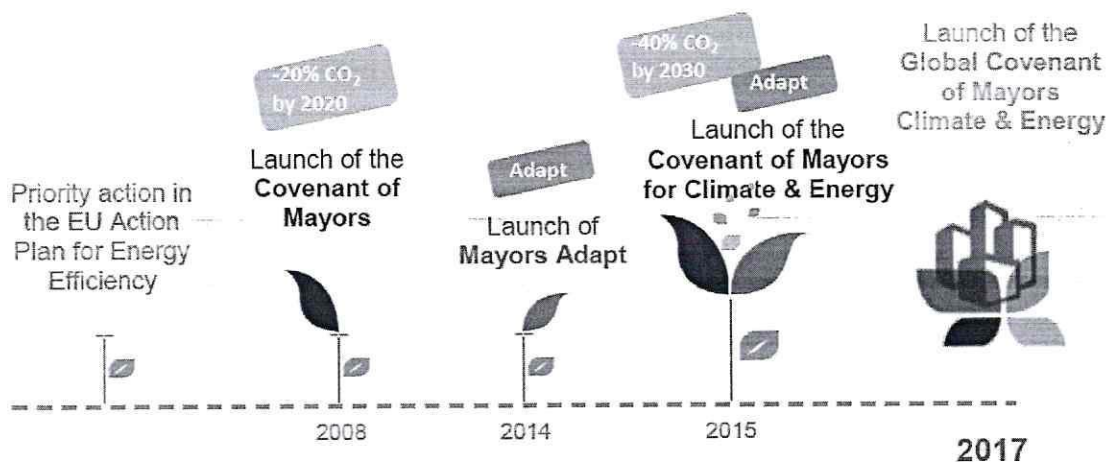 Priority action in
the EU Action
Plan for Energy
Efficiency
-20% CO₂
by 2020
Launch of the
Covenant of
Mayors
2008
Adapt
Launch of
Mayors Adapt
2014
-40% CO₂
by 2030
Adapt
Launch of the
Covenant of Mayors
for Climate & Energy
2015
Launch of the
Global Covenant
of Mayors
Climate & Energy
2017